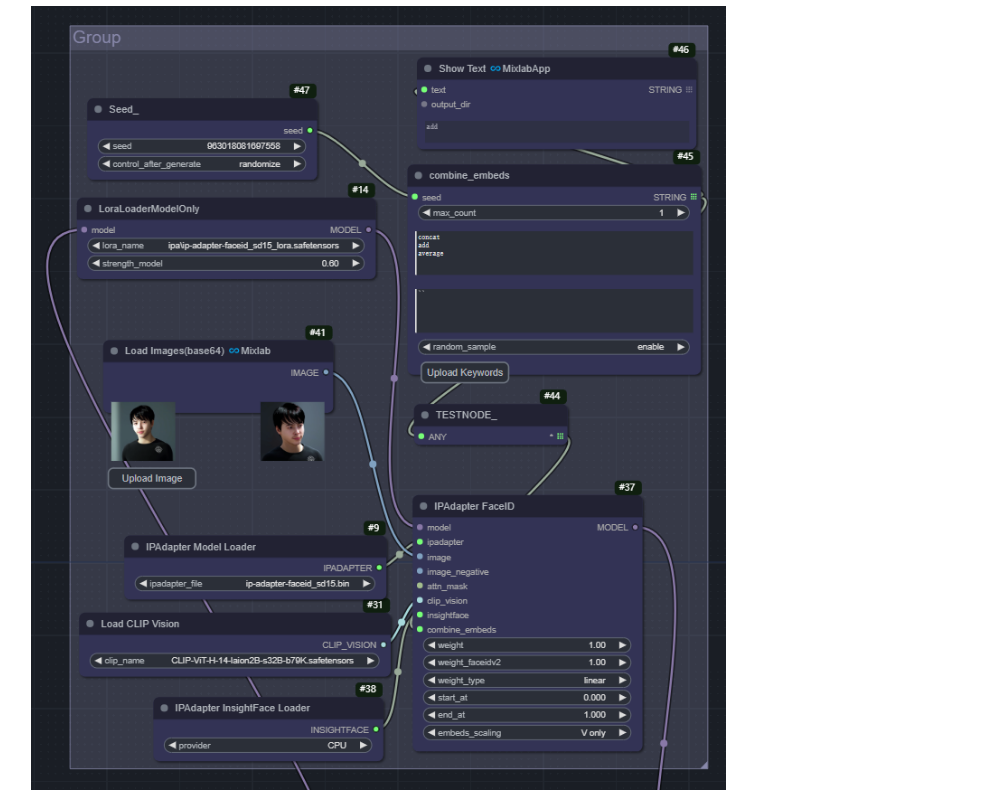 Group
#46
Show Text ∞ MixlabApp
text STRING
output_dir
add
#47
Seed_
seed
seed 963018081697558
control_after_generate randomize
#45
combine_embeds
seed STRING
max_count 1
concat
add
average
random_sample enable
Upload Keywords
#14
LoraLoaderModelOnly
model MODEL
lora_name ipa\ip-adapter-faceid_sd15_lora.safetensors
strength_model 0.60
#41
Load Images(base64) ∞ Mixlab
IMAGE
Upload Image
#44
TESTNODE_
ANY *
#37
IPAdapter FaceID
model MODEL
ipadapter
image
image_negative
attn_mask
clip_vision
insightface
combine_embeds
weight 1.00
weight_faceidv2 1.00
weight_type linear
start_at 0.000
end_at 1.000
embeds_scaling V only
#9
IPAdapter Model Loader
IPADAPTER
ipadapter_file ip-adapter-faceid_sd15.bin
#31
Load CLIP Vision
CLIP_VISION
clip_name CLIP-ViT-H-14-laion2B-s32B-b79K.safetensors
#38
IPAdapter InsightFace Loader
INSIGHTFACE
provider CPU